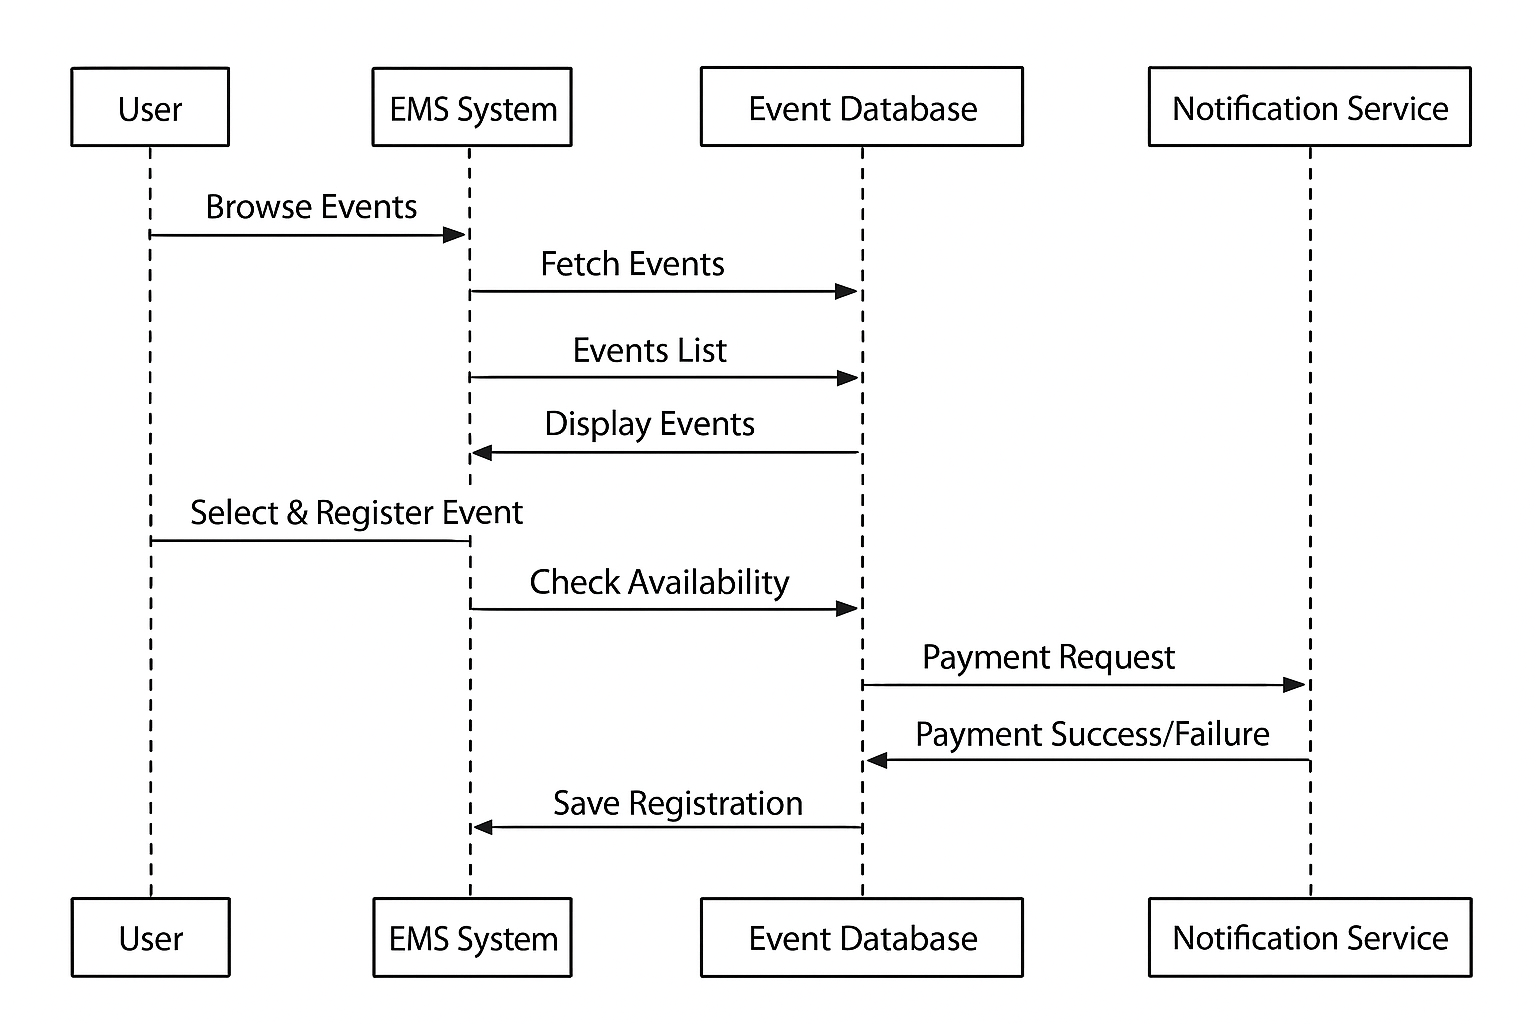 User
EMS System
Event Database
Notification Service
Browse Events
Fetch Events
Events List
Display Events
Select & Register Event
Check Availability
Payment Request
Payment Success/Failure
Save Registration
User
EMS System
Event Database
Notification Service